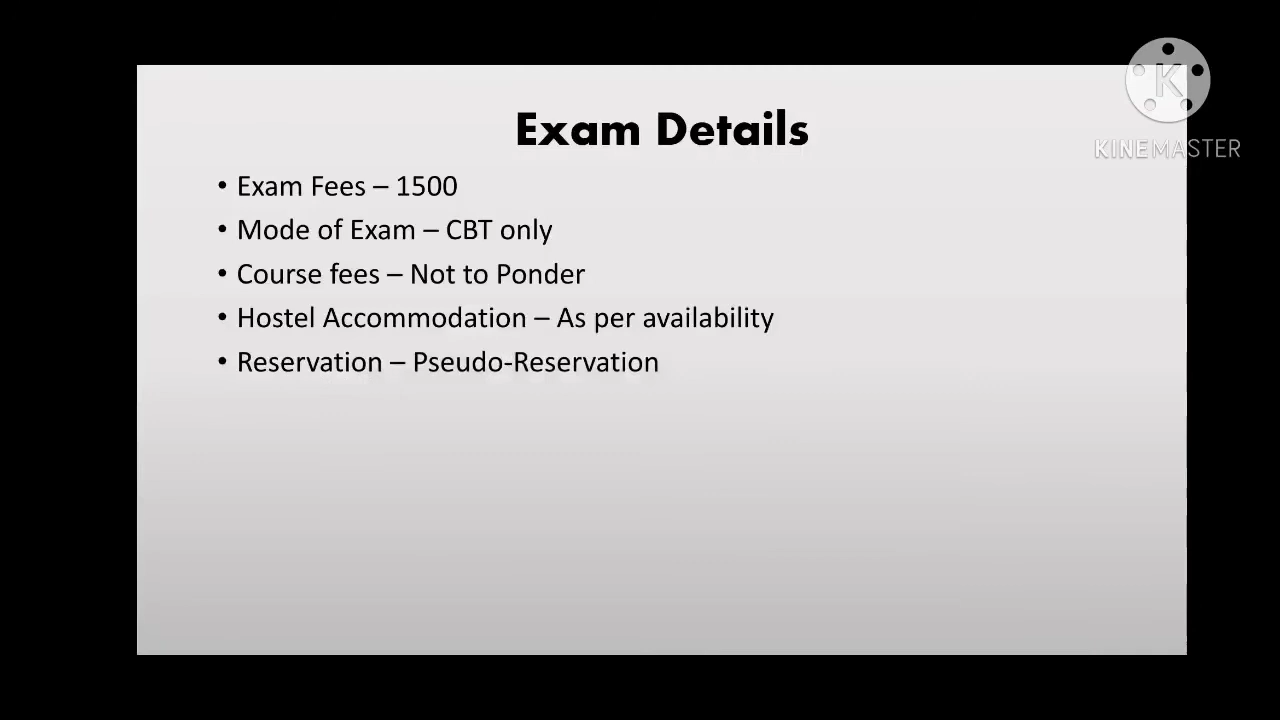 K
KINEMASTER
Exam Details
• Exam Fees – 1500
• Mode of Exam – CBT only
• Course fees – Not to Ponder
• Hostel Accommodation – As per availability
• Reservation – Pseudo-Reservation